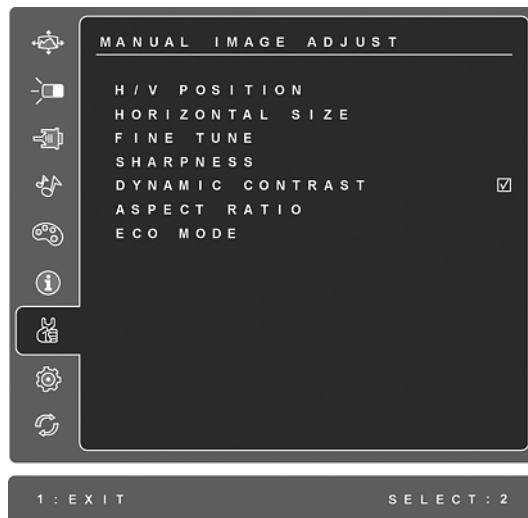 MANUAL IMAGE ADJUST
H/V POSITION
HORIZONTAL SIZE
FINE TUNE
SHARPNESS
DYNAMIC CONTRAST
ASPECT RATIO
ECO MODE
1:EXIT SELECT:2